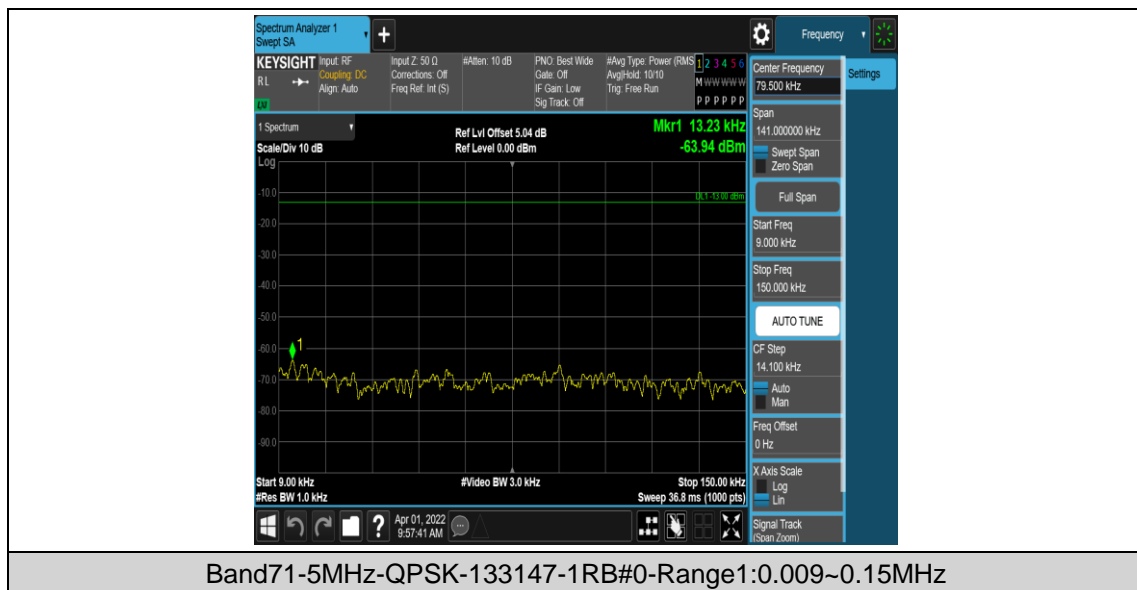 Spectrum Analyzer 1
Swept SA
Frequency
KEYSIGHT
RL
LXI
Input: RF
Coupling: DC
Align: Auto
Input Z: 50 Ω
Corrections: Off
Freq Ref: Int (S)
#Atten: 10 dB
PNO: Best Wide
Gate: Off
IF Gain: Low
Sig Track: Off
#Avg Type: Power (RMS
Avg|Hold: 10/10
Trig: Free Run
1 2 3 4 5 6
M W W W W W
P P P P P P
Center Frequency
79.500 kHz
Settings
Span
141.000000 kHz
Swept Span
Zero Span
Full Span
Start Freq
9.000 kHz
Stop Freq
150.000 kHz
AUTO TUNE
CF Step
14.100 kHz
Auto
Man
Freq Offset
0 Hz
X Axis Scale
Log
Lin
Signal Track
(Span Zoom)
1 Spectrum
Scale/Div 10 dB
Log
Ref Lvl Offset 5.04 dB
Ref Level 0.00 dBm
Mkr1 13.23 kHz
-63.94 dBm
DL1 -13.00 dBm
-10.0
-20.0
-30.0
-40.0
-50.0
-60.0
-70.0
-80.0
-90.0
1
Start 9.00 kHz
#Res BW 1.0 kHz
#Video BW 3.0 kHz
Stop 150.00 kHz
Sweep 36.8 ms (1000 pts)
?
Apr 01, 2022
9:57:41 AM
Band71-5MHz-QPSK-133147-1RB#0-Range1:0.009~0.15MHz